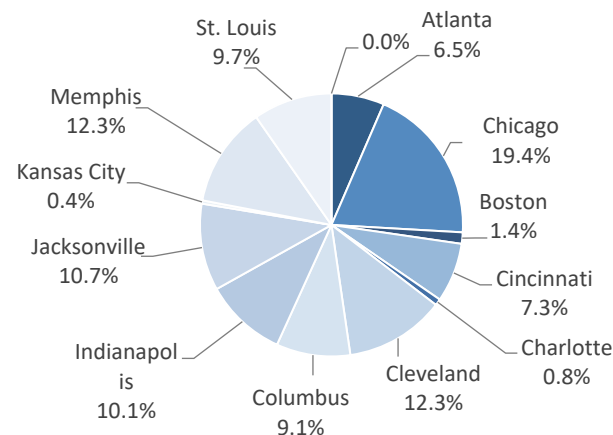 0.0%
Atlanta
6.5%
Chicago
19.4%
Boston
1.4%
Cincinnati
7.3%
Charlotte
0.8%
Cleveland
12.3%
Columbus
9.1%
Indianapol
is
10.1%
Jacksonville
10.7%
Kansas City
0.4%
Memphis
12.3%
St. Louis
9.7%